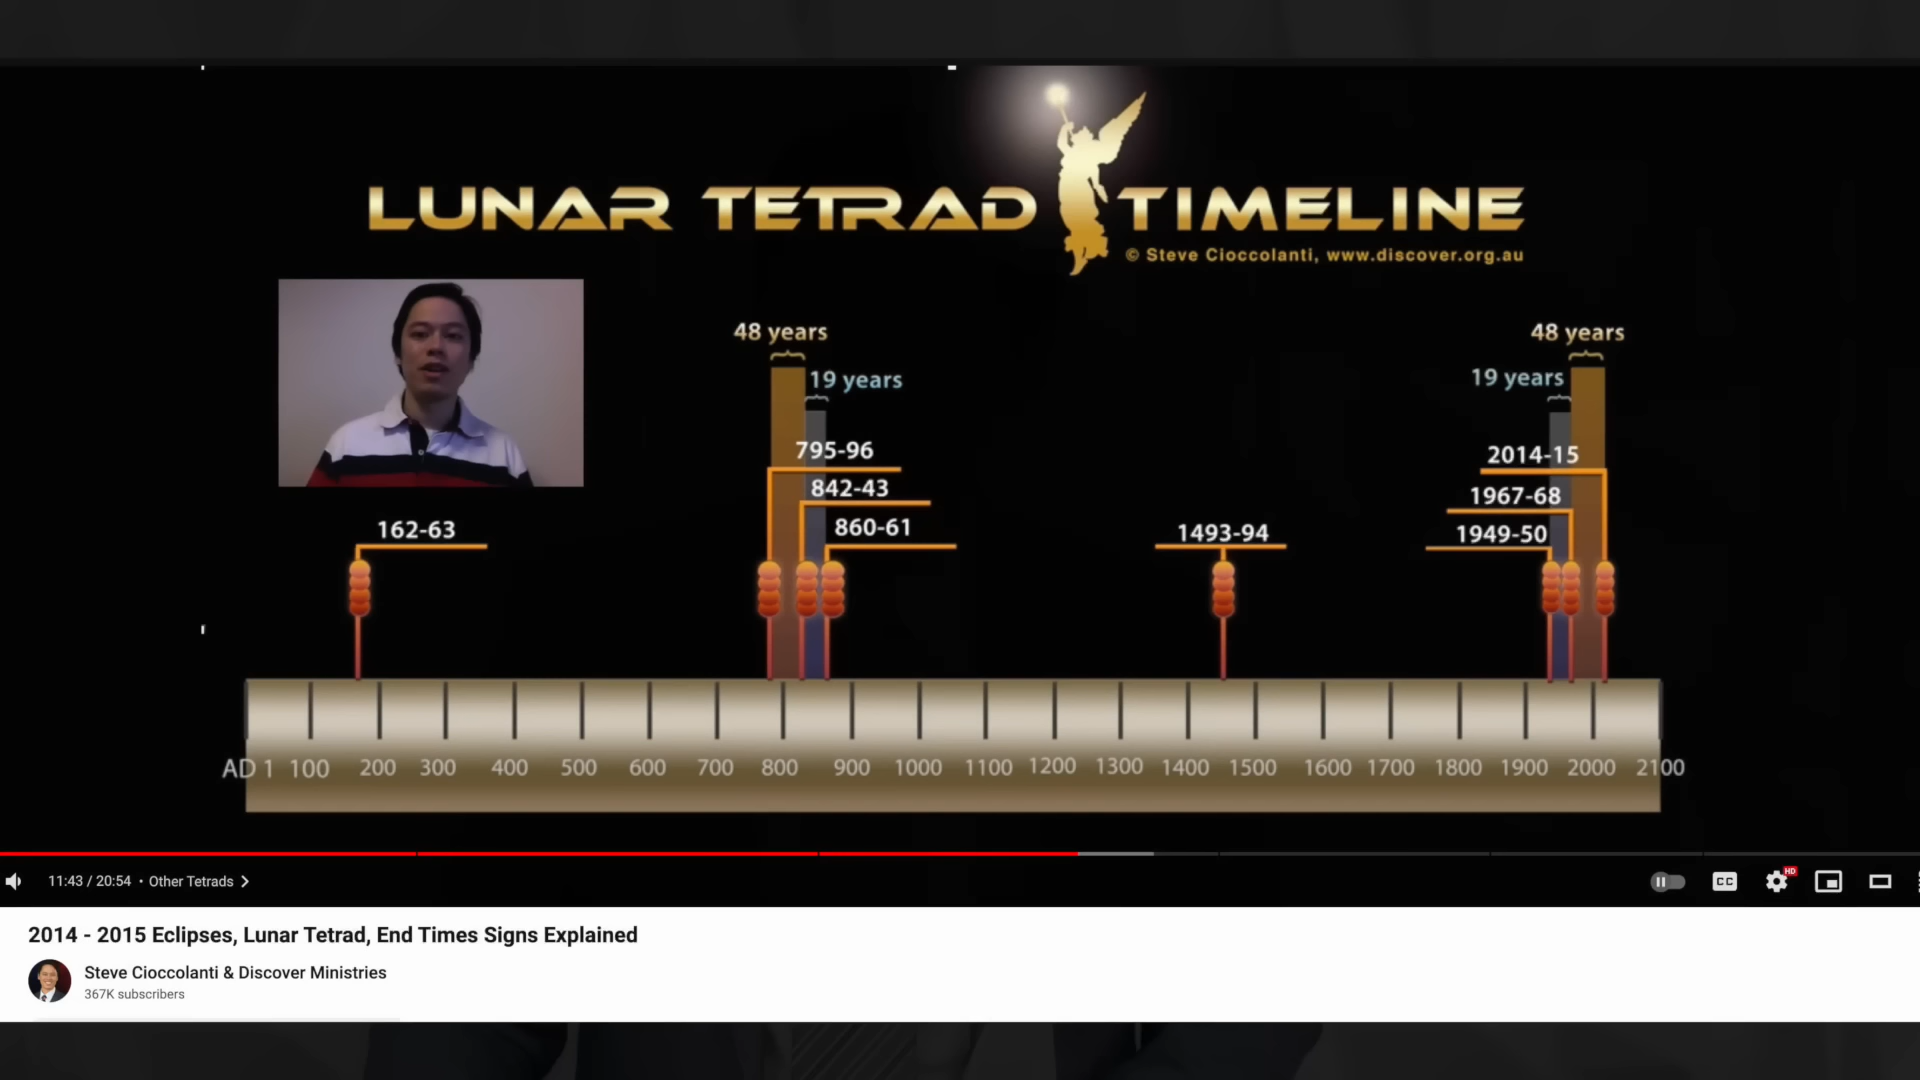 LUNAR TETRAD TIMELINE
© Steve Cioccolanti, www.discover.org.au
48 years
48 years
19 years
19 years
795-96
2014-15
842-43
1967-68
162-63
860-61
1493-94
1949-50
AD 1 100 200 300 400 500 600 700 800 900 1000 1100 1200 1300 1400 1500 1600 1700 1800 1900 2000 2100
11:43 / 20:54 • Other Tetrads
CC
HD
2014 - 2015 Eclipses, Lunar Tetrad, End Times Signs Explained
Steve Cioccolanti & Discover Ministries
367K subscribers